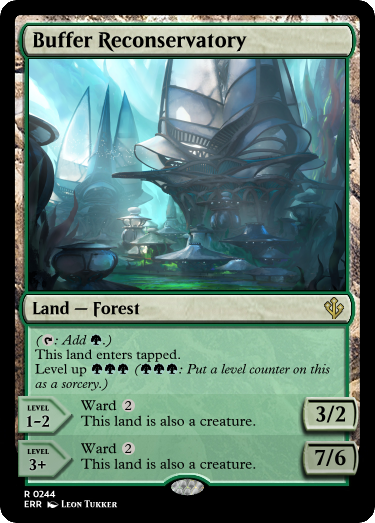 Buffer Reconservatory
Land — Forest
(T: Add G.)
This land enters tapped.
Level up GGG (GGG: Put a level counter on this
as a sorcery.)
LEVEL
1-2
Ward 2
This land is also a creature.
3/2
LEVEL
3+
Ward 2
This land is also a creature.
7/6
R 0244
ERR Leon Tukker